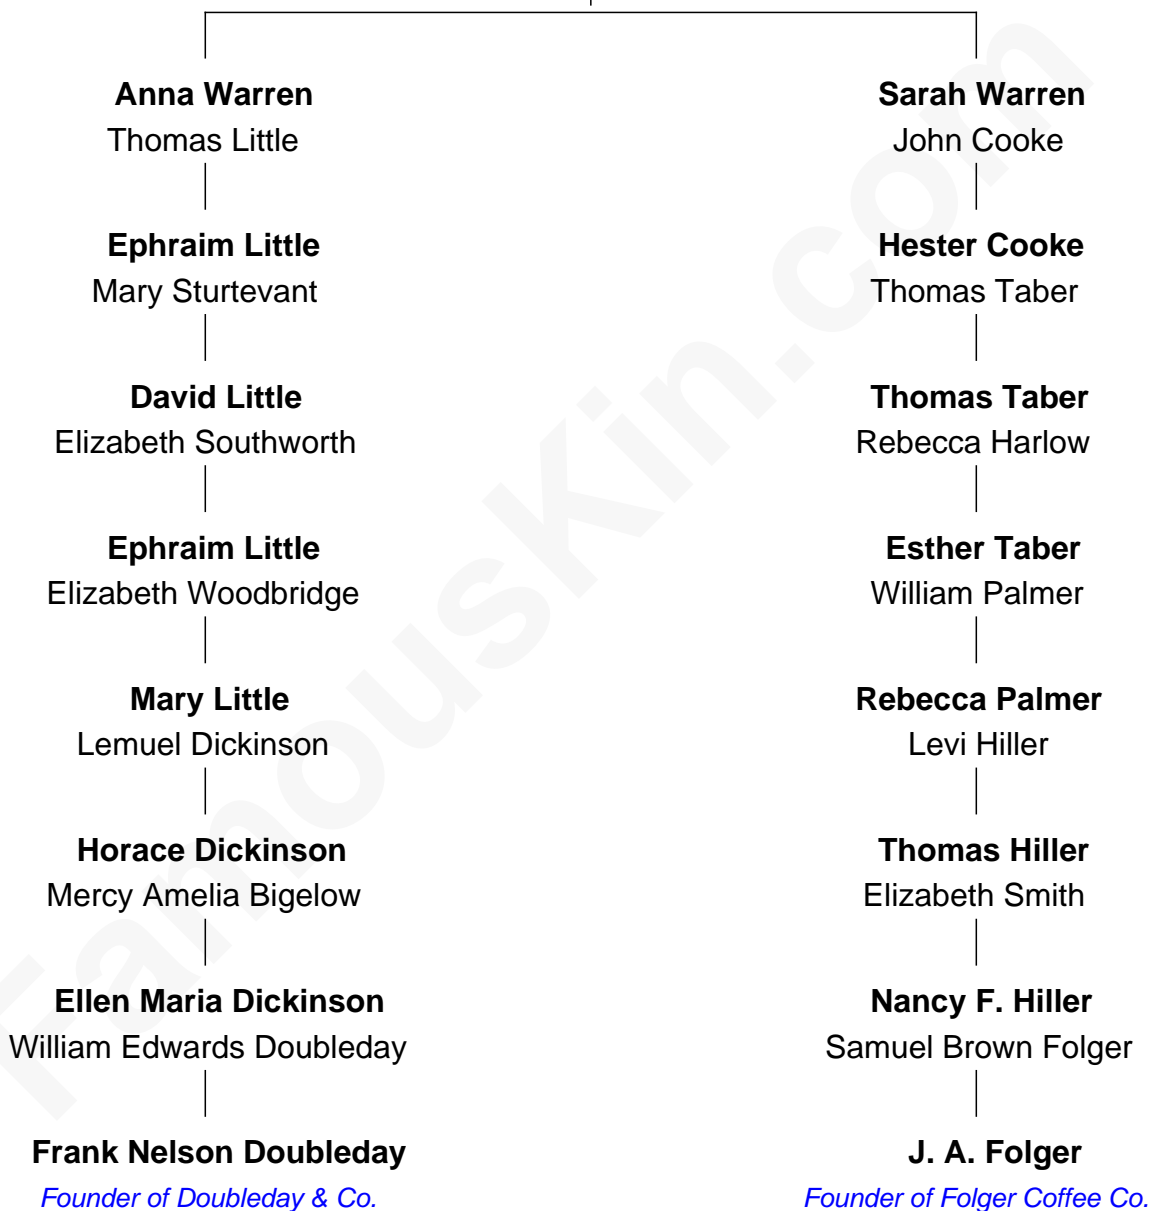 Anna Warren
Thomas Little
Ephraim Little
Mary Sturtevant
David Little
Elizabeth Southworth
Ephraim Little
Elizabeth Woodbridge
Mary Little
Lemuel Dickinson
Horace Dickinson
Mercy Amelia Bigelow
Ellen Maria Dickinson
William Edwards Doubleday
Frank Nelson Doubleday
Founder of Doubleday & Co.
Sarah Warren
John Cooke
Hester Cooke
Thomas Taber
Thomas Taber
Rebecca Harlow
Esther Taber
William Palmer
Rebecca Palmer
Levi Hiller
Thomas Hiller
Elizabeth Smith
Nancy F. Hiller
Samuel Brown Folger
J. A. Folger
Founder of Folger Coffee Co.
FamousKin.com